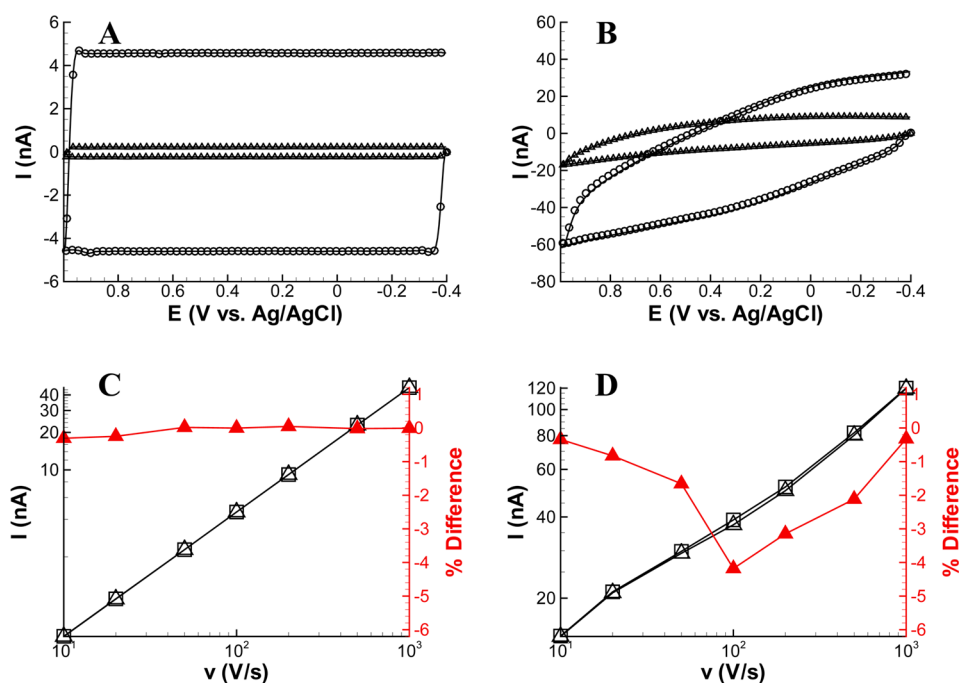 A
6
4
2
0
-2
-4
-6
I (nA)
0.8 0.6 0.4 0.2 0 -0.2 -0.4
E (V vs. Ag/AgCl)
B
60
40
20
0
-20
-40
-60
-80
I (nA)
0.8 0.6 0.4 0.2 0 -0.2 -0.4
E (V vs. Ag/AgCl)
C
40
30
20
10
I (nA)
10¹ 10² 10³
v (V/s)
1
0
-1
-2
-3
-4
-5
-6
% Difference
D
120
100
80
60
40
20
I (nA)
10¹ 10² 10³
v (V/s)
1
0
-1
-2
-3
-4
-5
-6
% Difference